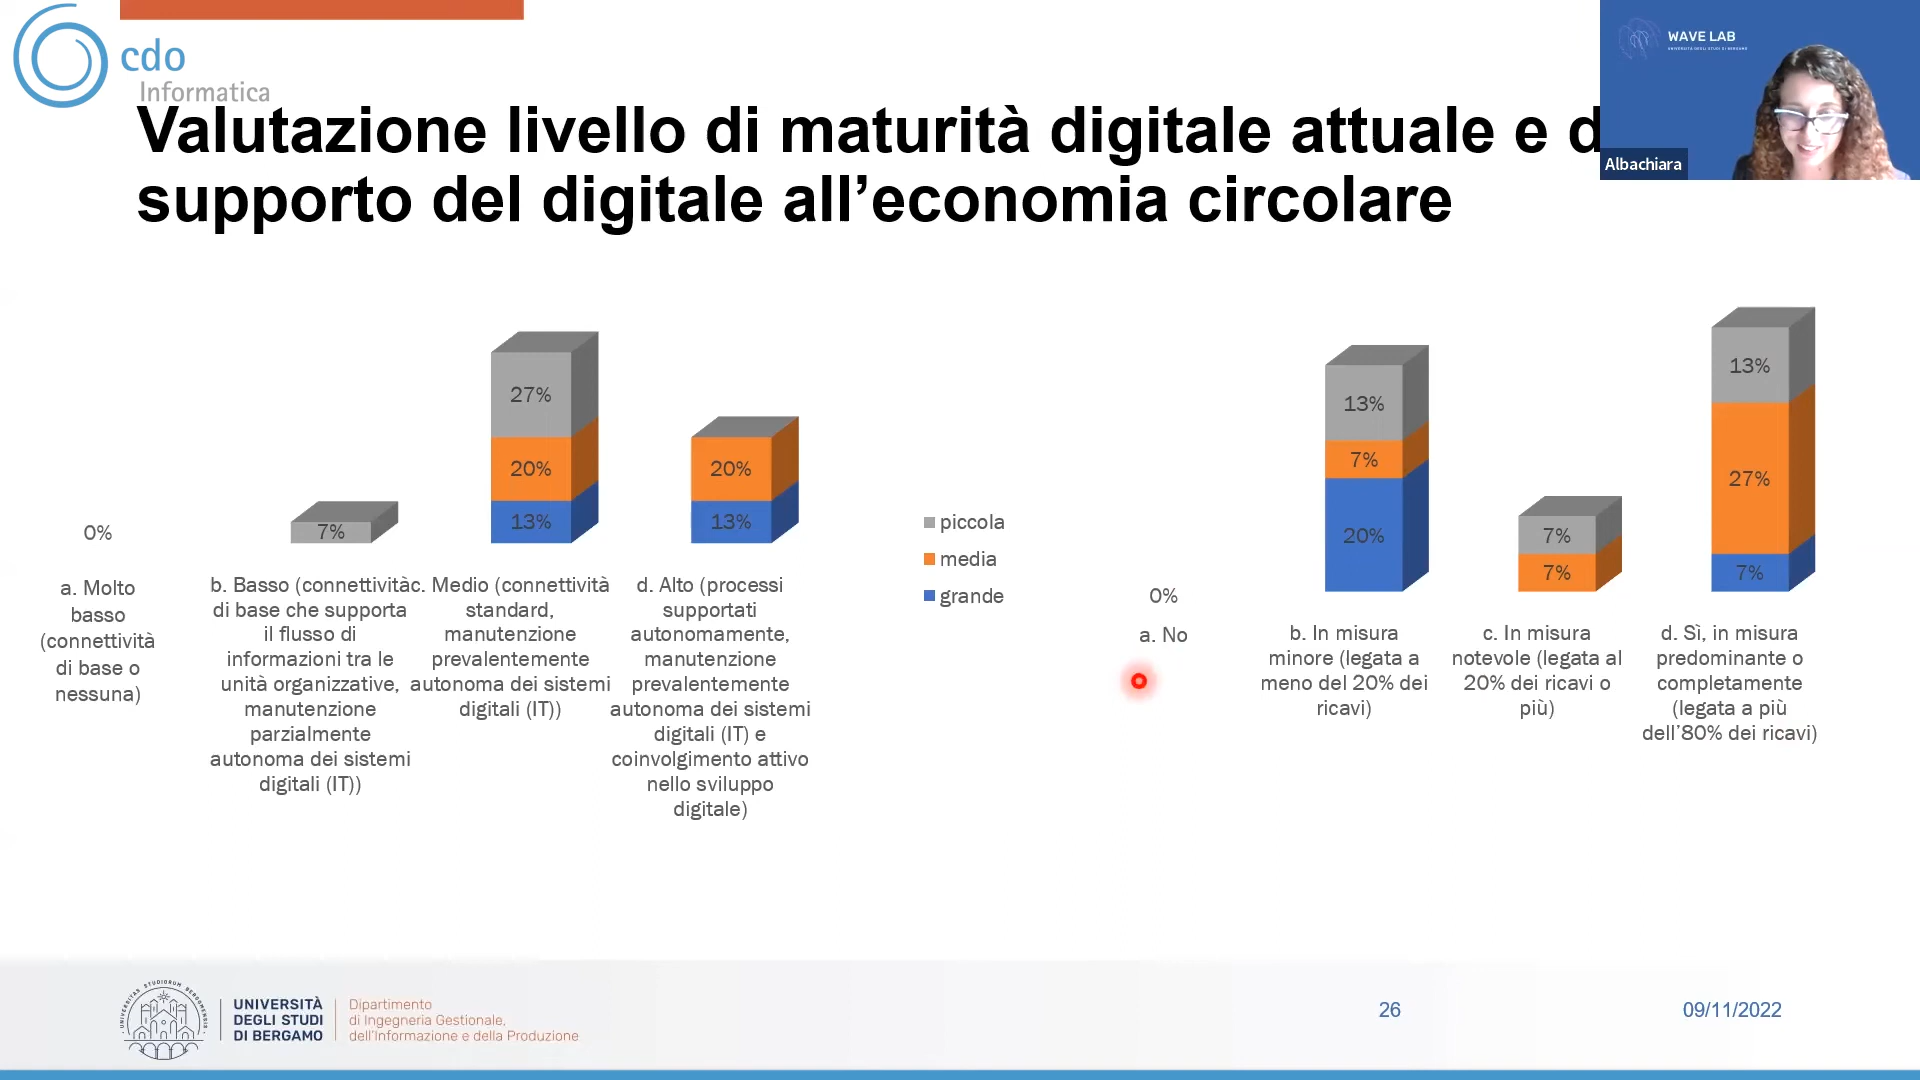 cdo
Informatica
WAVE LAB
UNIVERSITÀ DEGLI STUDI DI BERGAMO
Albachiara
Valutazione livello di maturità digitale attuale e d
supporto del digitale all’economia circolare
27%
20%
13%
20%
13%
7%
0%
a. Molto
basso
(connettività
di base o
nessuna)
b. Basso (connettività
di base che supporta
il flusso di
informazioni tra le
unità organizzative,
manutenzione
parzialmente
autonoma dei sistemi
digitali (IT))
c. Medio (connettività
standard,
manutenzione
prevalentemente
autonoma dei sistemi
digitali (IT))
d. Alto (processi
supportati
autonomamente,
manutenzione
prevalentemente
autonoma dei sistemi
digitali (IT) e
coinvolgimento attivo
nello sviluppo
digitale)
piccola
media
grande
13%
7%
20%
7%
7%
13%
27%
7%
0%
a. No
b. In misura
minore (legata a
meno del 20% dei
ricavi)
c. In misura
notevole (legata al
20% dei ricavi o
più)
d. Sì, in misura
predominante o
completamente
(legata a più
dell’80% dei ricavi)
UNIVERSITÀ
DEGLI STUDI
DI BERGAMO
Dipartimento
di Ingegneria Gestionale,
dell’Informazione e della Produzione
26
09/11/2022